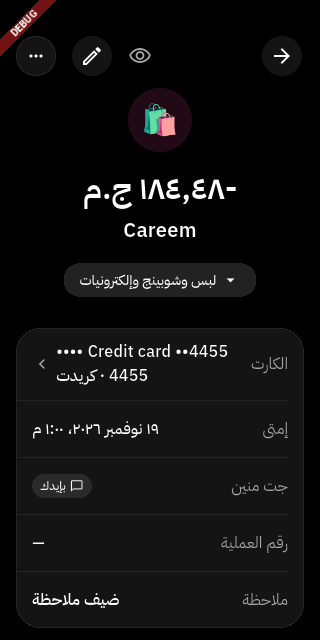 DEBUG
-١٨٤,٤٨ ج.م
Careem
لبس وشوبينج وإلكترونيات
الكارت
•••• Credit card ••4455
كريدت · 4455
إمتى
١٩ نوفمبر ٢٠٢٦، ١:٠٠ م
جت منين
بإيدك
رقم العملية
—
ملاحظة
ضيف ملاحظة